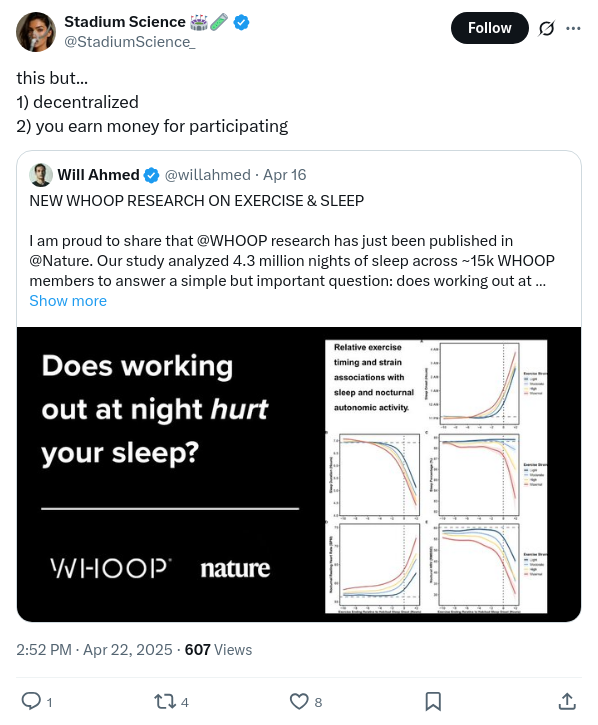 Stadium Science 🏟️🧪
@StadiumScience_
Follow
this but...
1) decentralized
2) you earn money for participating
Will Ahmed @willahmed · Apr 16
NEW WHOOP RESEARCH ON EXERCISE & SLEEP
I am proud to share that @WHOOP research has just been published in
@Nature. Our study analyzed 4.3 million nights of sleep across ~15k WHOOP
members to answer a simple but important question: does working out at ...
Show more
Does working
out at night hurt
your sleep?
WHOOP nature
Relative exercise
timing and strain
associations with
sleep and nocturnal
autonomic activity.
2:52 PM · Apr 22, 2025 · 607 Views
1
4
8